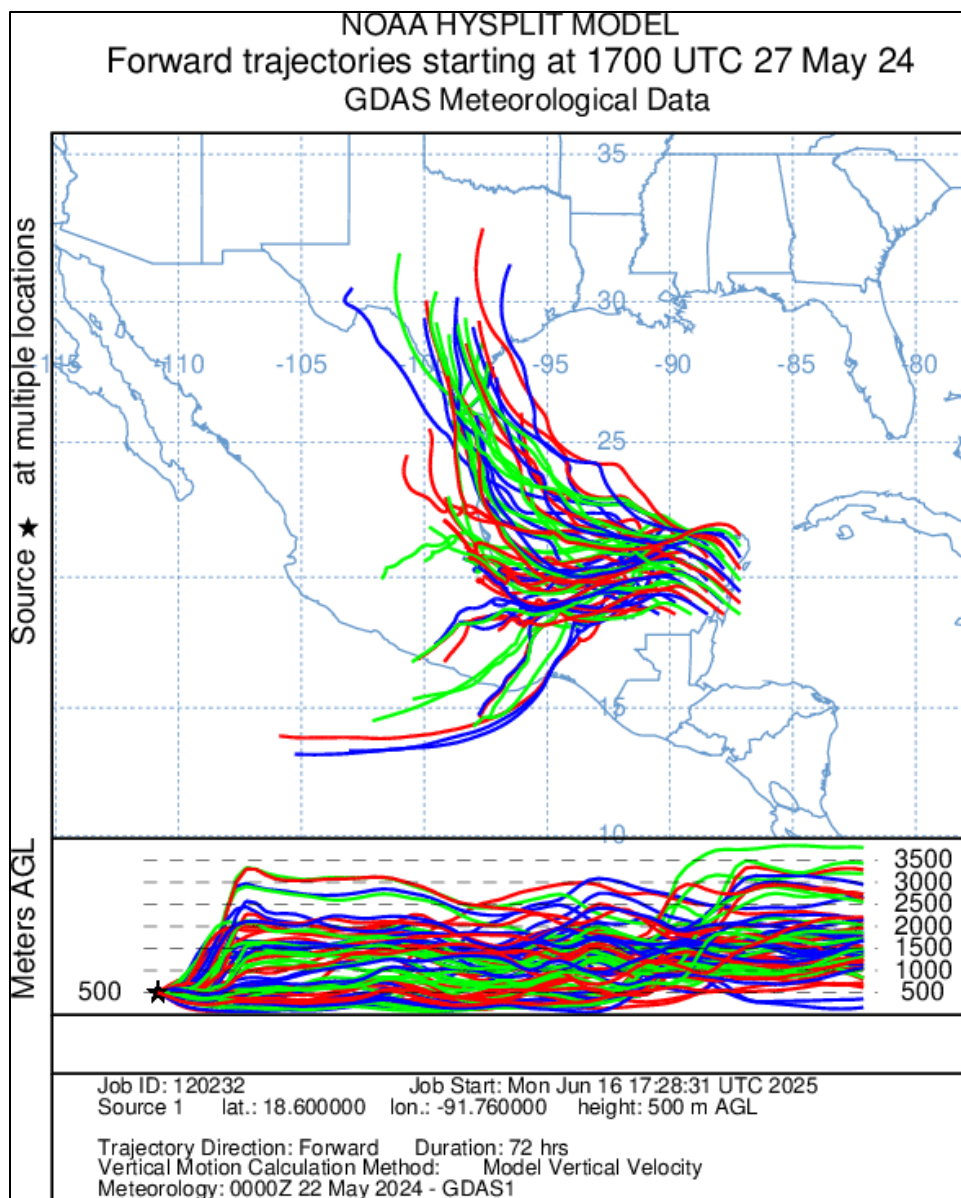 NOAA HYSPLIT MODEL
Forward trajectories starting at 1700 UTC 27 May 24
GDAS Meteorological Data
Source ★ at multiple locations
35
30
-110
-105
-95
-90
-85
-80
25
15
10
Meters AGL
500
3500
3000
2500
2000
1500
1000
500
Job ID: 120232 Job Start: Mon Jun 16 17:28:31 UTC 2025
Source 1 lat.: 18.600000 lon.: -91.760000 height: 500 m AGL
Trajectory Direction: Forward Duration: 72 hrs
Vertical Motion Calculation Method: Model Vertical Velocity
Meteorology: 0000Z 22 May 2024 - GDAS1